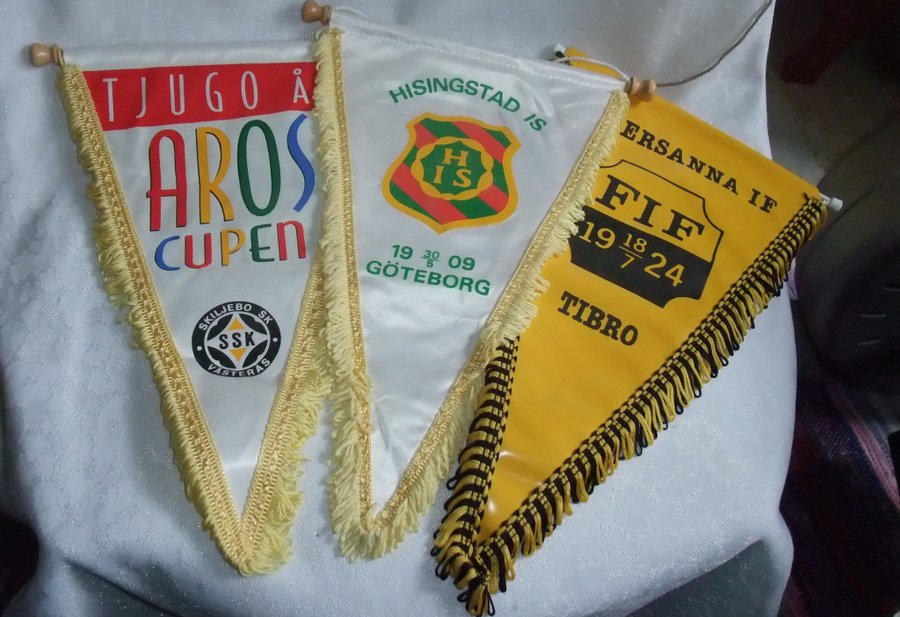 TJUGO Å
AROS
CUPEN
SKILJEBO SK
SSK
VÄSTERÅS
HISINGSTAD IS
H
IS
19 30/5 09
GÖTEBORG
ERSANNA IF
FIF
19 18/7 24
TIBRO